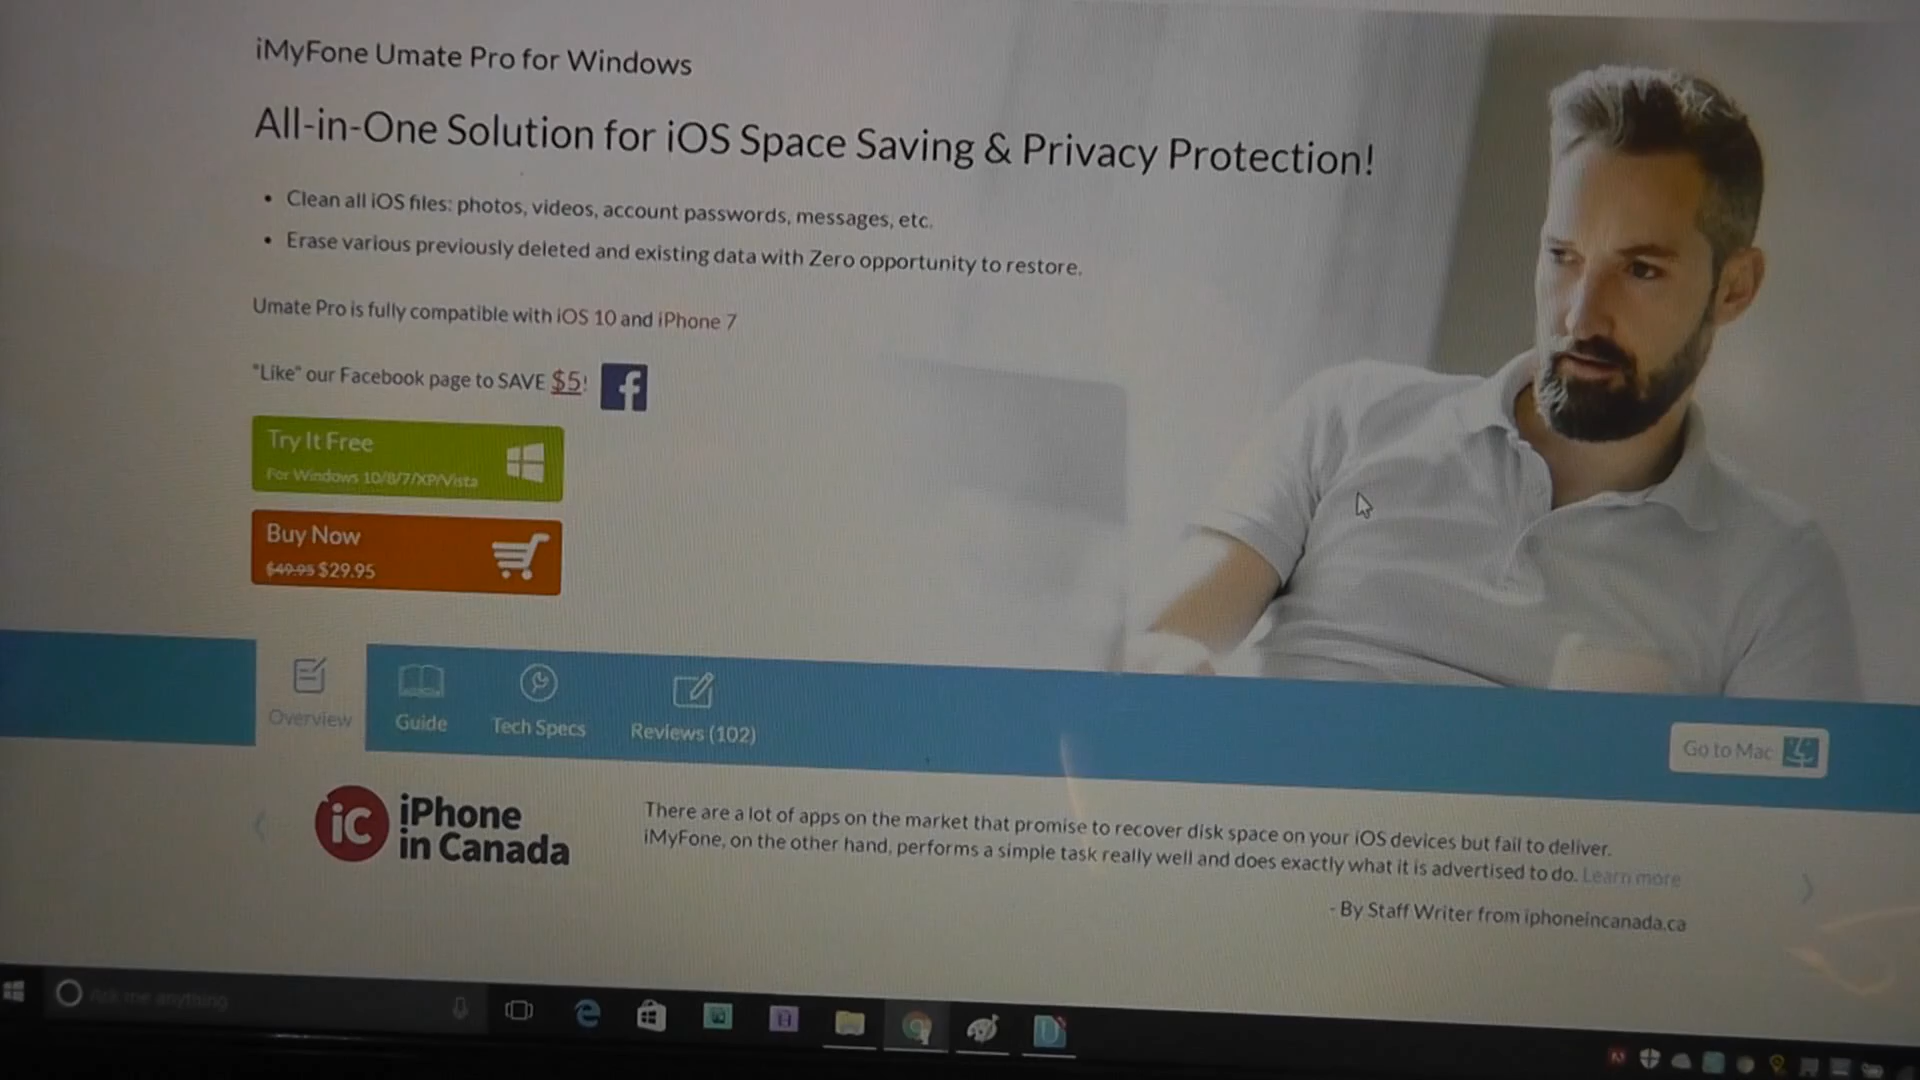 iMyFone Umate Pro for Windows
All-in-One Solution for iOS Space Saving & Privacy Protection!
• Clean all iOS files: photos, videos, account passwords, messages, etc.
• Erase various previously deleted and existing data with Zero opportunity to restore.
Umate Pro is fully compatible with iOS 10 and iPhone 7
"Like" our Facebook page to SAVE $5!
f
Try It Free
For Windows 10/8/7/XP/Vista
Buy Now
$49.95 $29.95
Overview
Guide
Tech Specs
Reviews (102)
Go to Mac
iC iPhone
in Canada
There are a lot of apps on the market that promise to recover disk space on your iOS devices but fail to deliver.
iMyFone, on the other hand, performs a simple task really well and does exactly what it is advertised to do. Learn more
- By Staff Writer from iphoneincanada.ca
Ask me anything